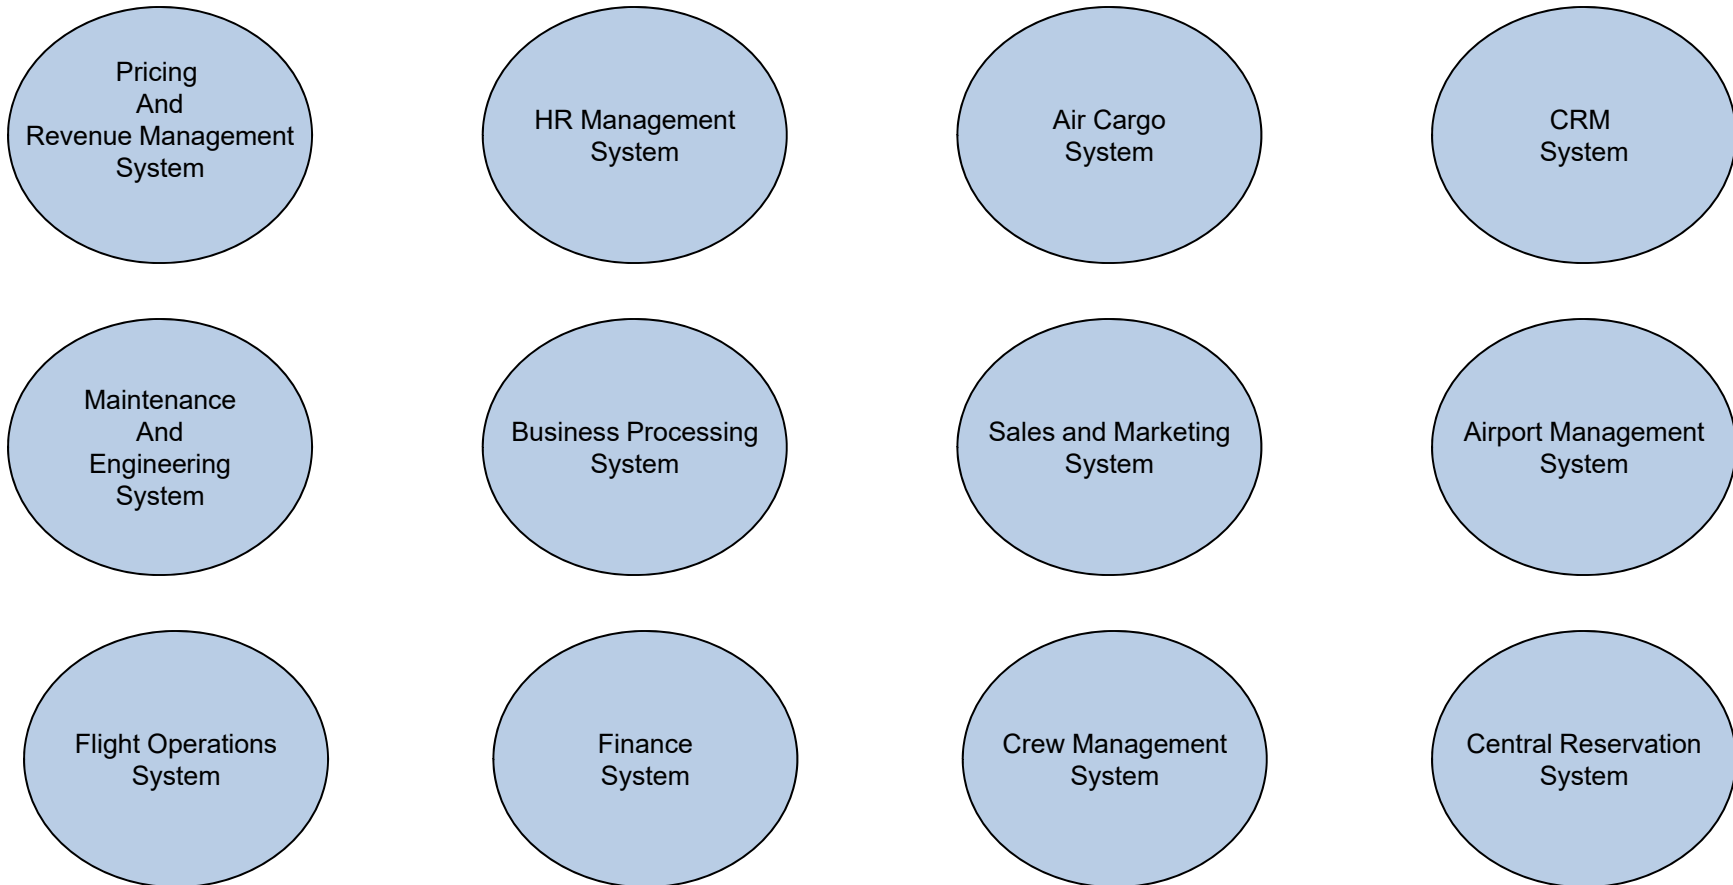 Pricing
And
Revenue Management
System
HR Management
System
Air Cargo
System
CRM
System
Maintenance
And
Engineering
System
Business Processing
System
Sales and Marketing
System
Airport Management
System
Flight Operations
System
Finance
System
Crew Management
System
Central Reservation
System